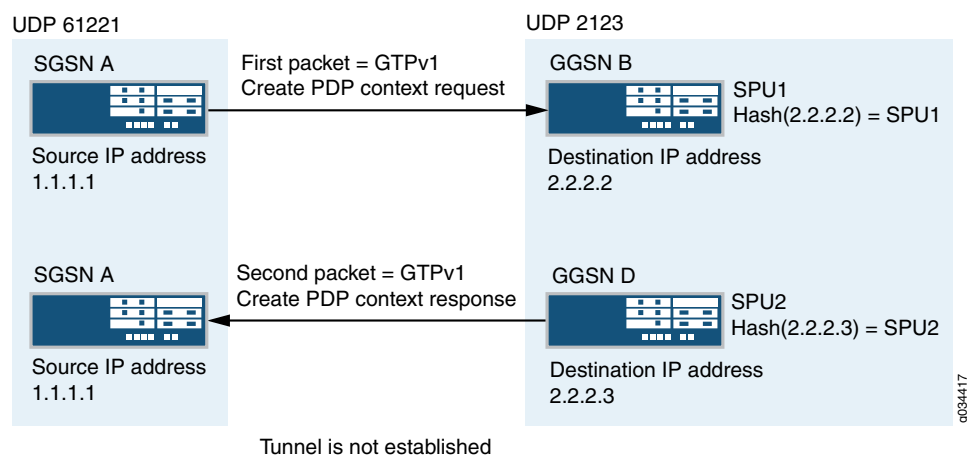 UDP 61221
UDP 2123
SGSN A
First packet = GTPv1
Create PDP context request
GGSN B
SPU1
Hash(2.2.2.2) = SPU1
Source IP address
1.1.1.1
Destination IP address
2.2.2.2
SGSN A
Second packet = GTPv1
Create PDP context response
GGSN D
SPU2
Hash(2.2.2.3) = SPU2
Source IP address
1.1.1.1
Destination IP address
2.2.2.3
Tunnel is not established
g034417